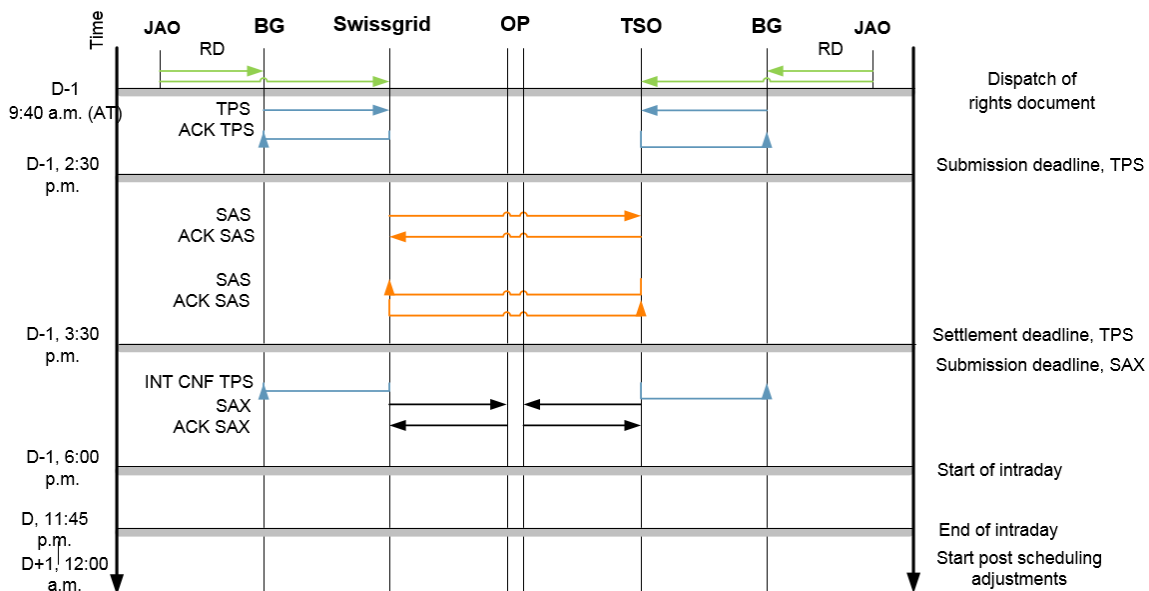 Time
JAO
BG
Swissgrid
OP
TSO
BG
JAO
RD
RD
D-1
9:40 a.m. (AT)
Dispatch of
rights document
TPS
ACK TPS
D-1, 2:30
p.m.
Submission deadline, TPS
SAS
ACK SAS
SAS
ACK SAS
D-1, 3:30
p.m.
Settlement deadline, TPS
Submission deadline, SAX
INT CNF TPS
SAX
ACK SAX
D-1, 6:00
p.m.
Start of intraday
D, 11:45
p.m.
End of intraday
D+1, 12:00
a.m.
Start post scheduling
adjustments